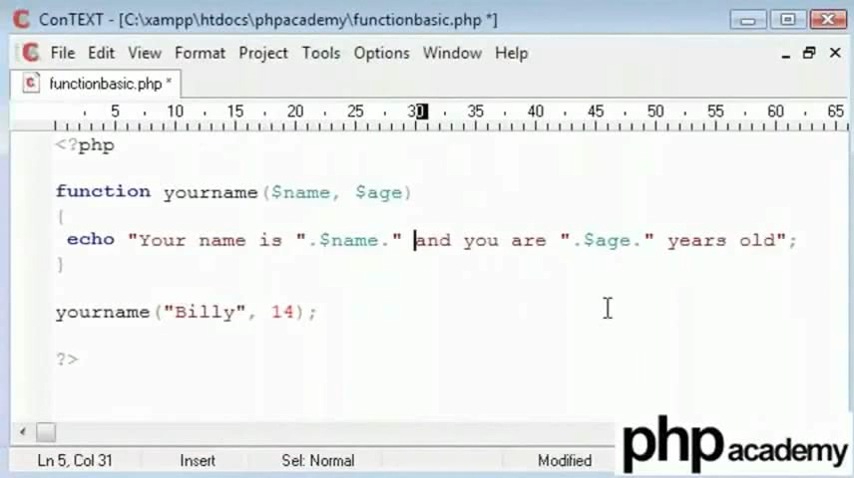 ConTEXT - [C:\xampp\htdocs\phpacademy\functionbasic.php *]
File Edit View Format Project Tools Options Window Help
functionbasic.php *
5 10 15 20 25 30 35 40 45 50 55 60 65
<?php
function yourname($name, $age)
{
echo "Your name is ".$name." and you are ".$age." years old";
}
yourname("Billy", 14);
?>
Ln 5, Col 31 Insert Sel: Normal Modified
php academy